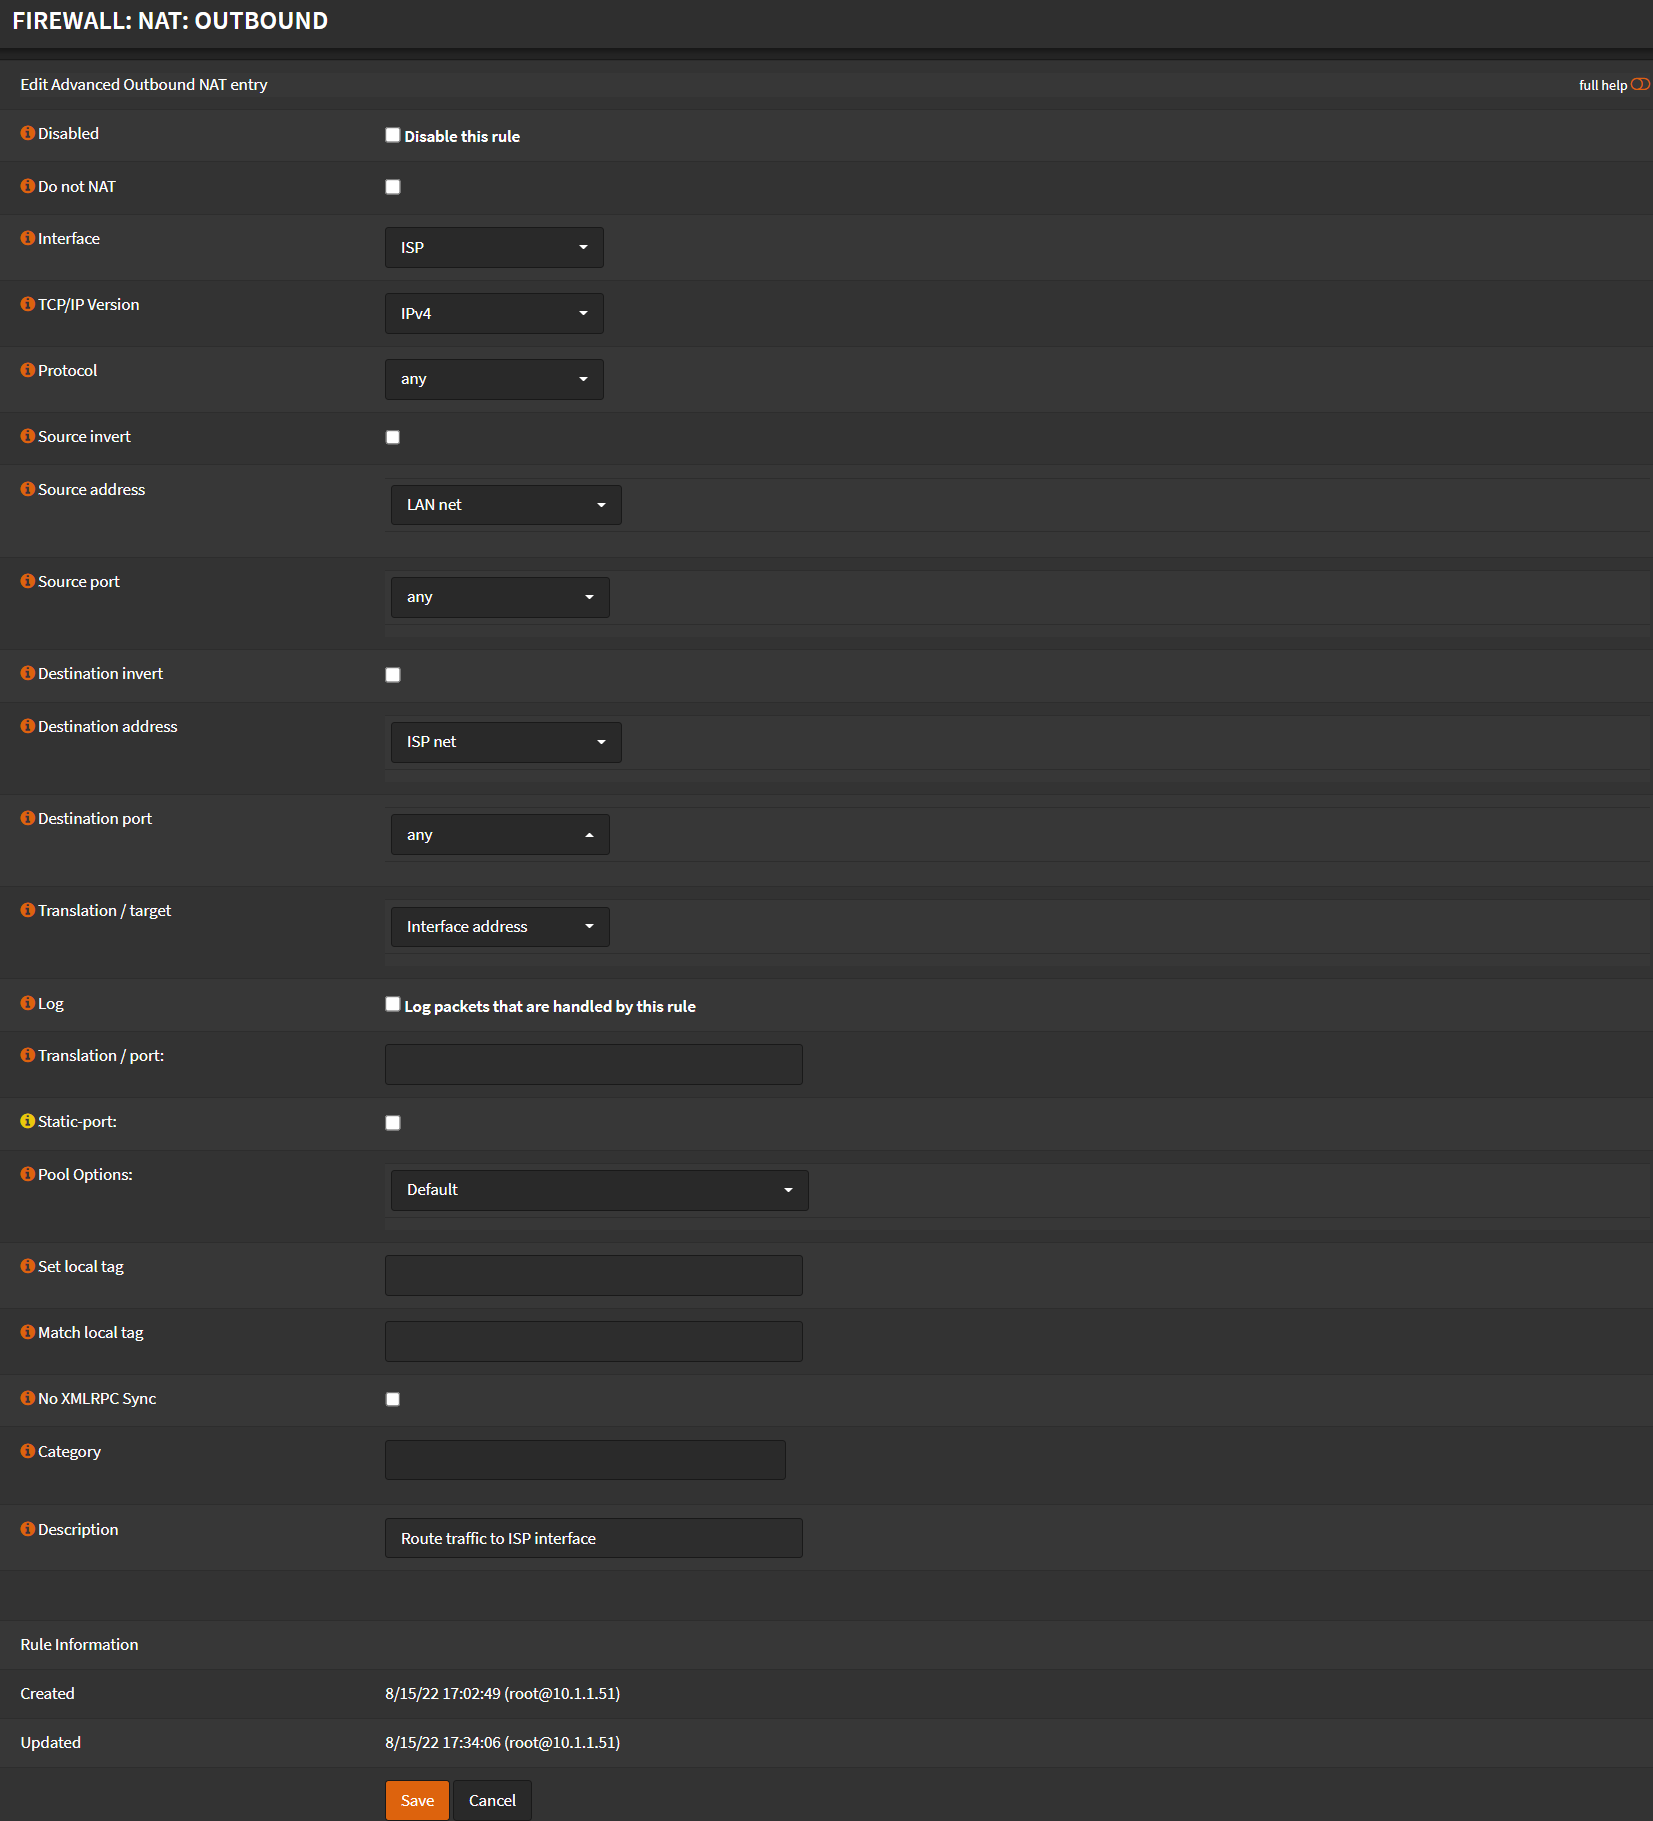 FIREWALL: NAT: OUTBOUND
Edit Advanced Outbound NAT entry
full help
Disabled
Disable this rule
Do not NAT
Interface
ISP
TCP/IP Version
IPv4
Protocol
any
Source invert
Source address
LAN net
Source port
any
Destination invert
Destination address
ISP net
Destination port
any
Translation / target
Interface address
Log
Log packets that are handled by this rule
Translation / port:
Static-port:
Pool Options:
Default
Set local tag
Match local tag
No XMLRPC Sync
Category
Description
Route traffic to ISP interface
Rule Information
Created
8/15/22 17:02:49 (root@10.1.1.51)
Updated
8/15/22 17:34:06 (root@10.1.1.51)
Save
Cancel